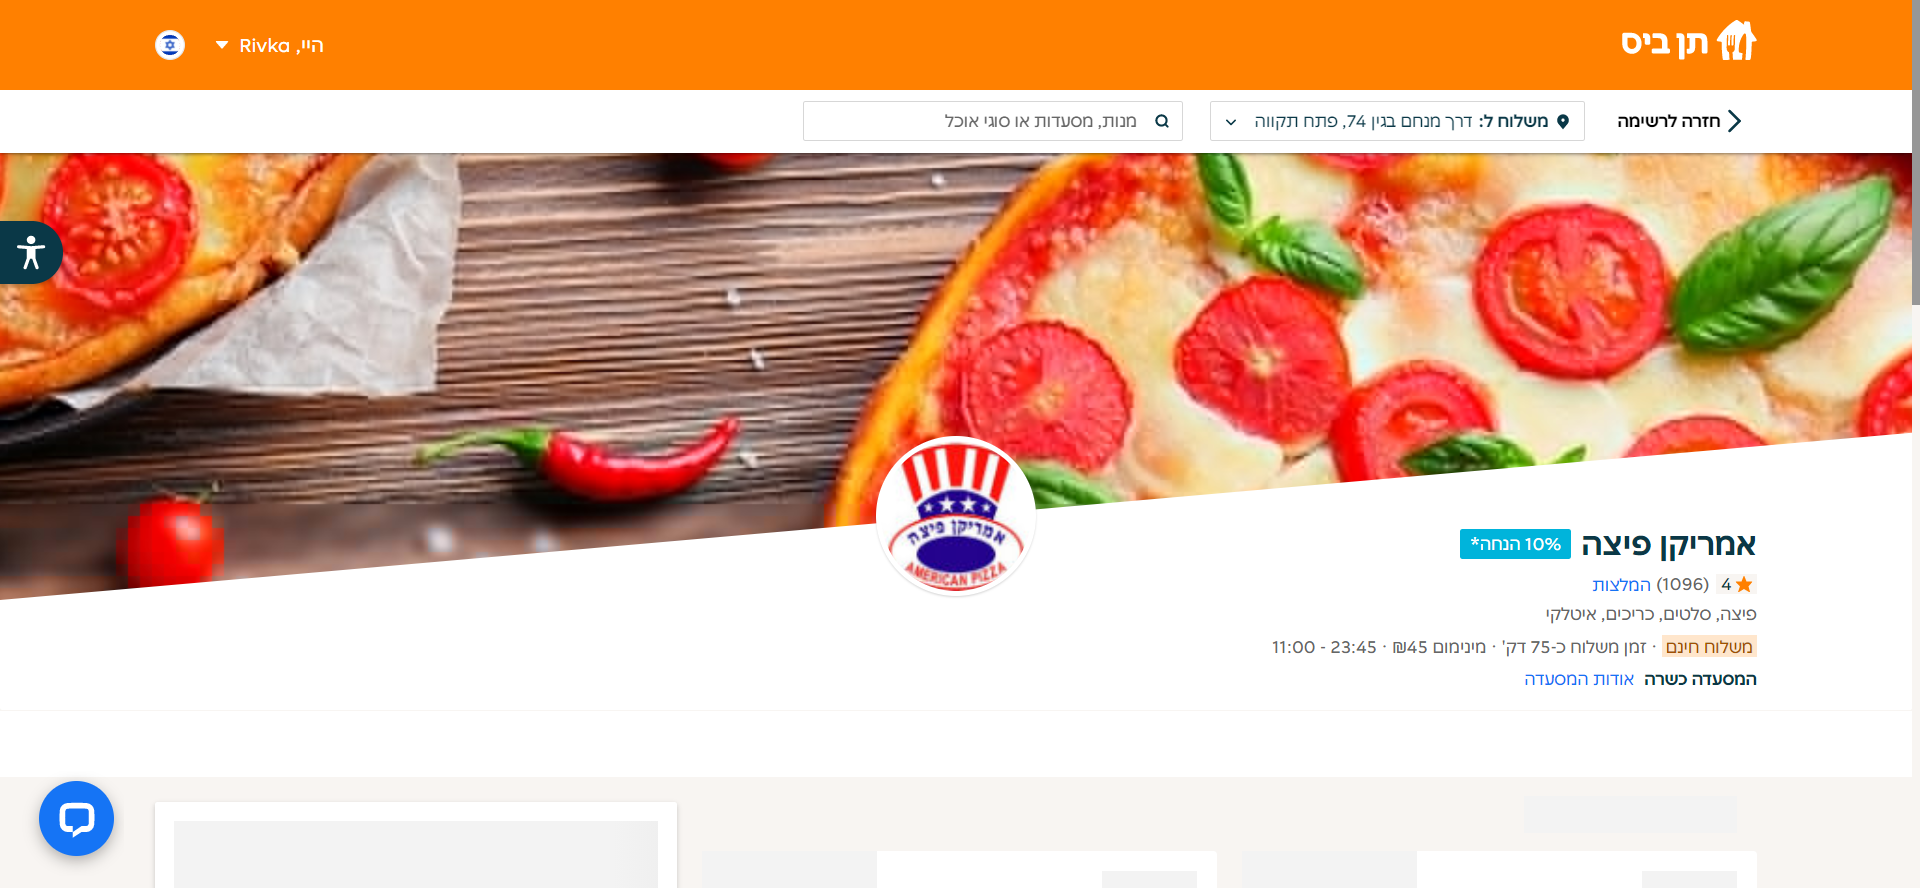 תן ביס
היי, Rivka
חזרה לרשימה
משלוח ל: דרך מנחם בגין 74, פתח תקווה
מנות, מסעדות או סוגי אוכל
אמריקן פיצה
AMERICAN PIZZA
אמריקן פיצה 10% הנחה*
4 (1096) המלצות
פיצה, סלטים, כריכים, איטלקי
משלוח חינם · זמן משלוח כ-75 דק' · מינימום ₪45 · 23:45 - 11:00
המסעדה כשרה אודות המסעדה